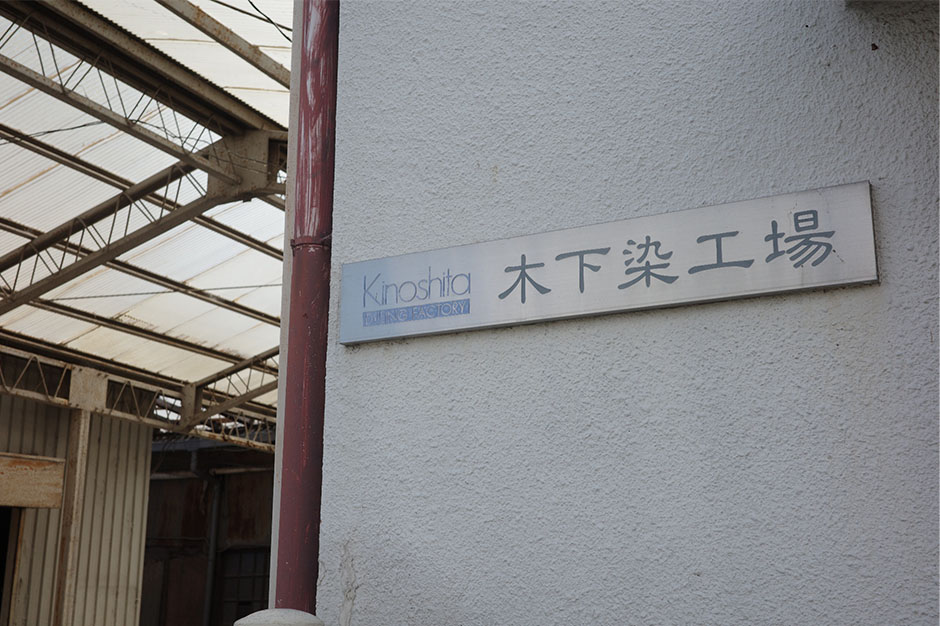 Kinoshita
DYEING FACTORY
木下染工場